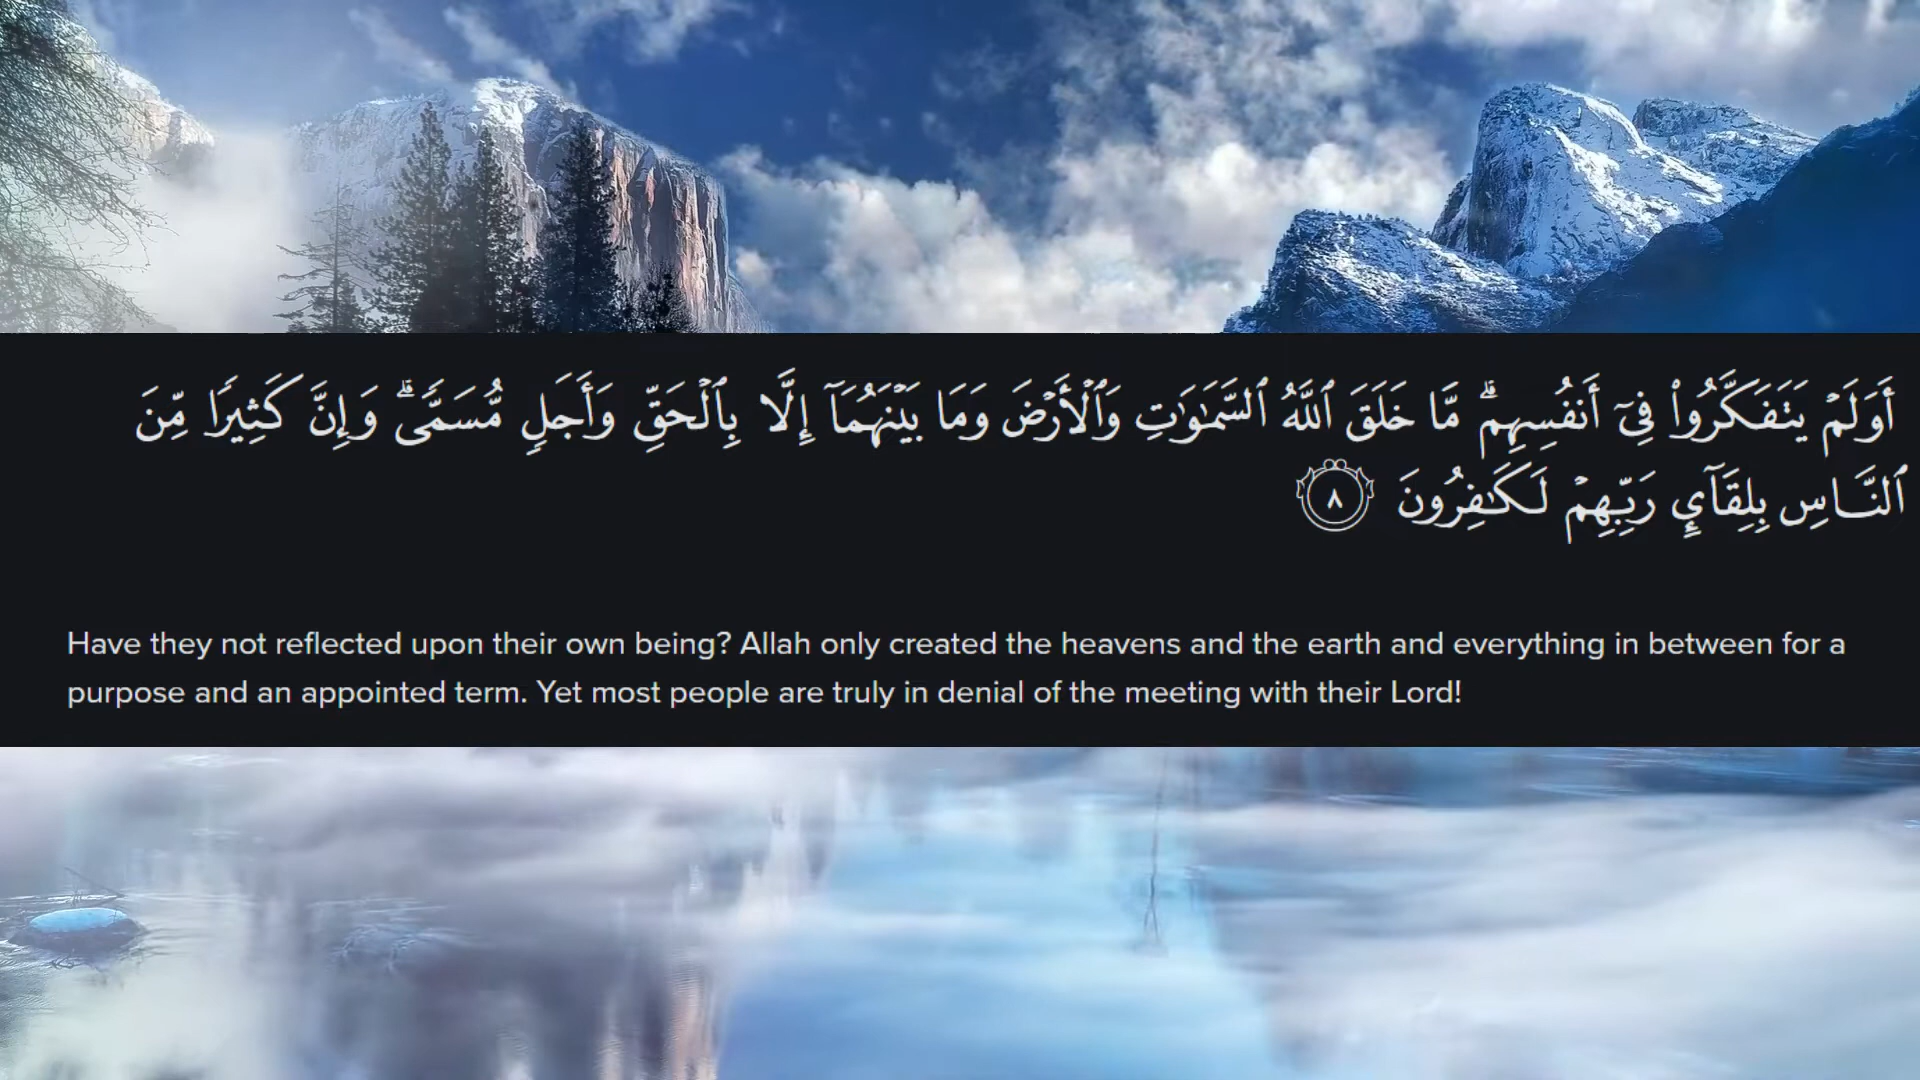 أَوَلَمۡ يَتَفَكَّرُواْ فِيٓ أَنفُسِهِمۗ مَّا خَلَقَ ٱللَّهُ ٱلسَّمَٰوَٰتِ وَٱلۡأَرۡضَ وَمَا بَيۡنَهُمَآ إِلَّا بِٱلۡحَقِّ وَأَجَلٖ مُّسَمّٗىۗ وَإِنَّ كَثِيرٗا مِّنَ
ٱلنَّاسِ بِلِقَآيِٕ رَبِّهِمۡ لَكَٰفِرُونَ ٨
Have they not reflected upon their own being? Allah only created the heavens and the earth and everything in between for a
purpose and an appointed term. Yet most people are truly in denial of the meeting with their Lord!